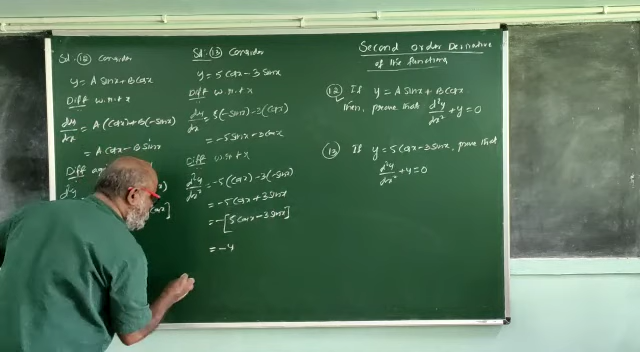 Sol:(12) Consider
y = A Sinx + B Cosx
Diff w.r.t x
dy/dx = A(Cosx) + B(-Sinx)
= A Cosx - B Sinx
Diff
d²y
Sol:(13) Consider
y = 5 Cosx - 3 Sinx
Diff w.r.t x
dy/dx = 5(-Sinx) - 3(Cosx)
= -5 Sinx - 3 Cosx
Diff w.r.t x
d²y/dx² = -5(Cosx) - 3(-Sinx)
= -5 Cosx + 3 Sinx
= -[5 Cosx - 3 Sinx]
= -y
Second order Derivative
of the functions
(12) If y = A Sinx + B Cosx
then, prove that d²y/dx² + y = 0
(13) If y = 5 Cosx - 3 Sinx, prove that
d²y/dx² + y = 0